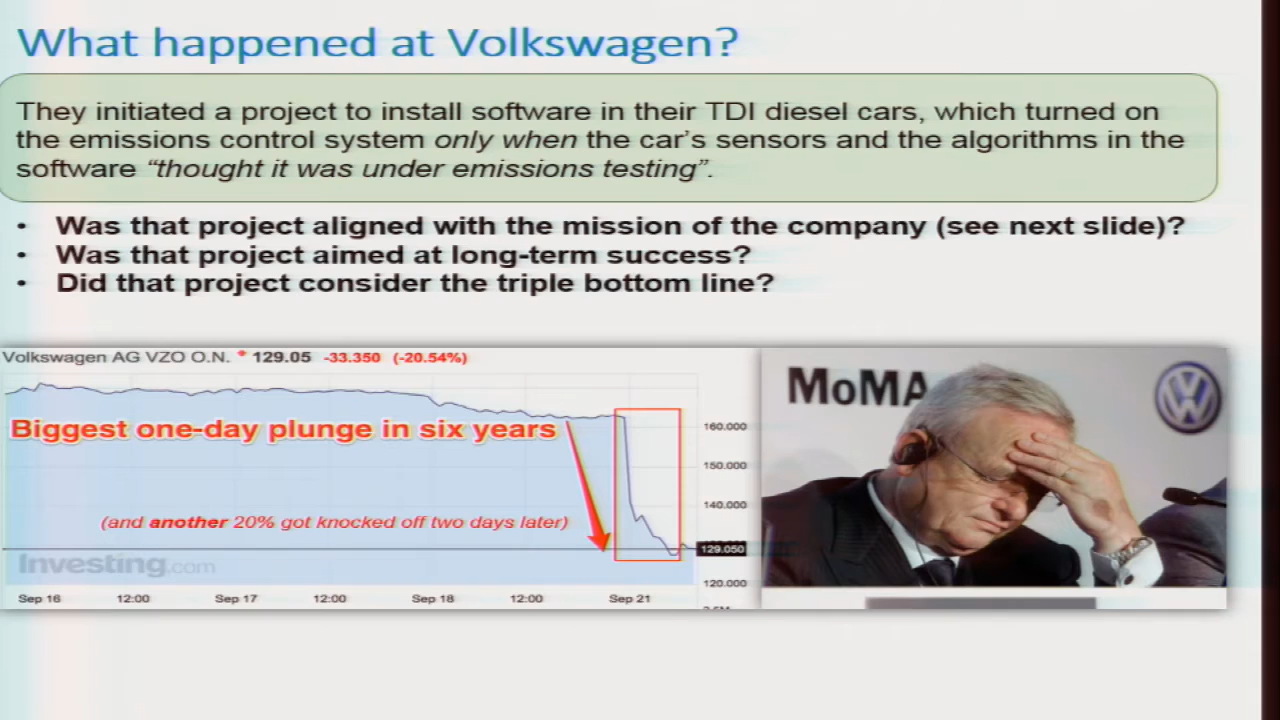 What happened at Volkswagen?
They initiated a project to install software in their TDI diesel cars, which turned on
the emissions control system only when the car's sensors and the algorithms in the
software “thought it was under emissions testing”.
• Was that project aligned with the mission of the company (see next slide)?
• Was that project aimed at long-term success?
• Did that project consider the triple bottom line?
Volkswagen AG VZO O.N. * 129.05 -33.350 (-20.54%)
MoMA
Biggest one-day plunge in six years
160.000
150.000
140.000
(and another 20% got knocked off two days later)
129.050
Investing.com
120.000
Sep 16 12:00 Sep 17 12:00 Sep 18 12:00 Sep 21